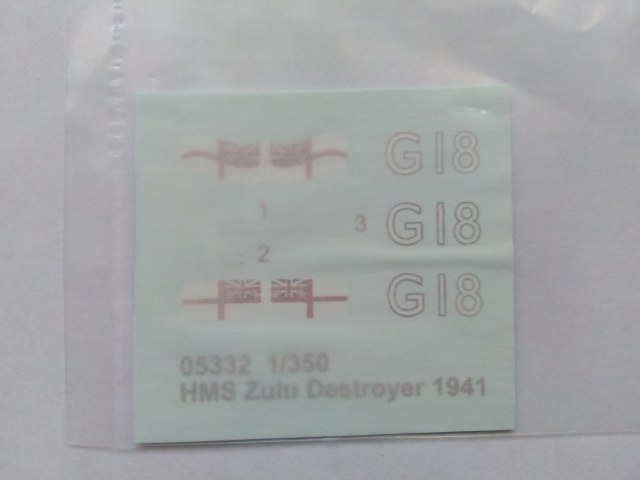 G18
1
3 G18
2
G18
05332 1/350
HMS Zulu Destroyer 1941